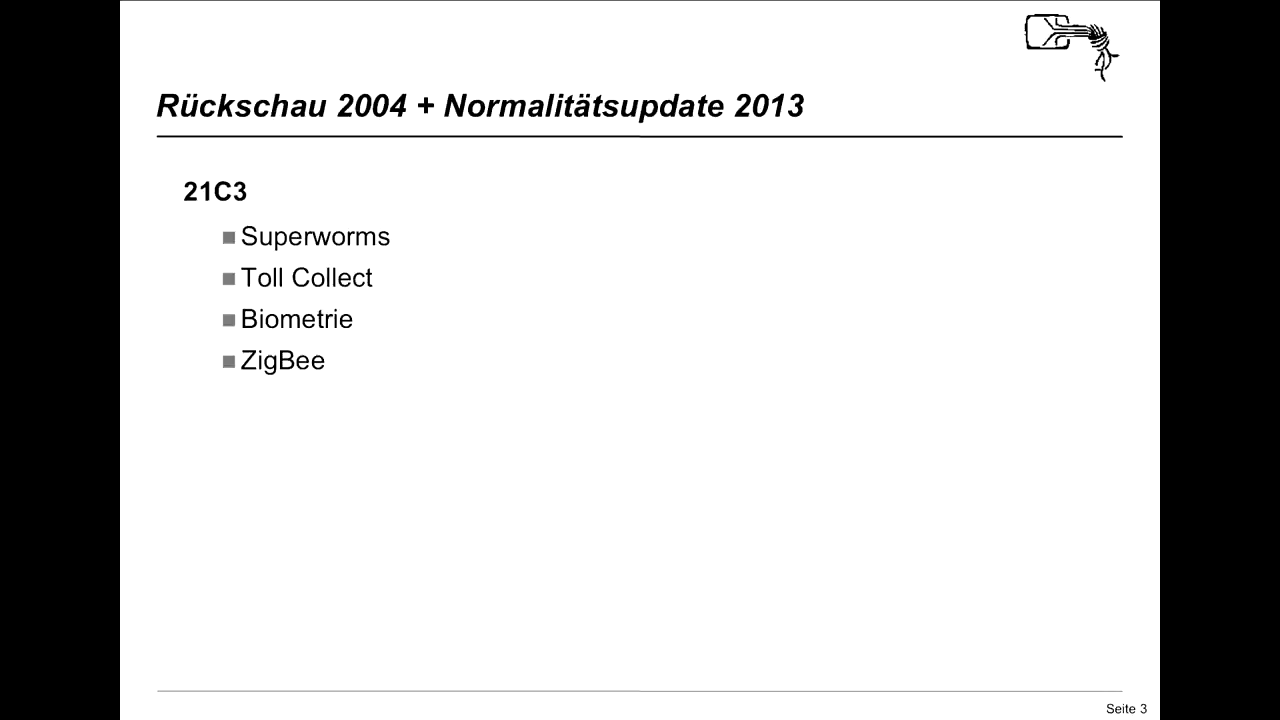 Rückschau 2004 + Normalitätsupdate 2013
21C3
Superworms
Toll Collect
Biometrie
ZigBee
Seite 3